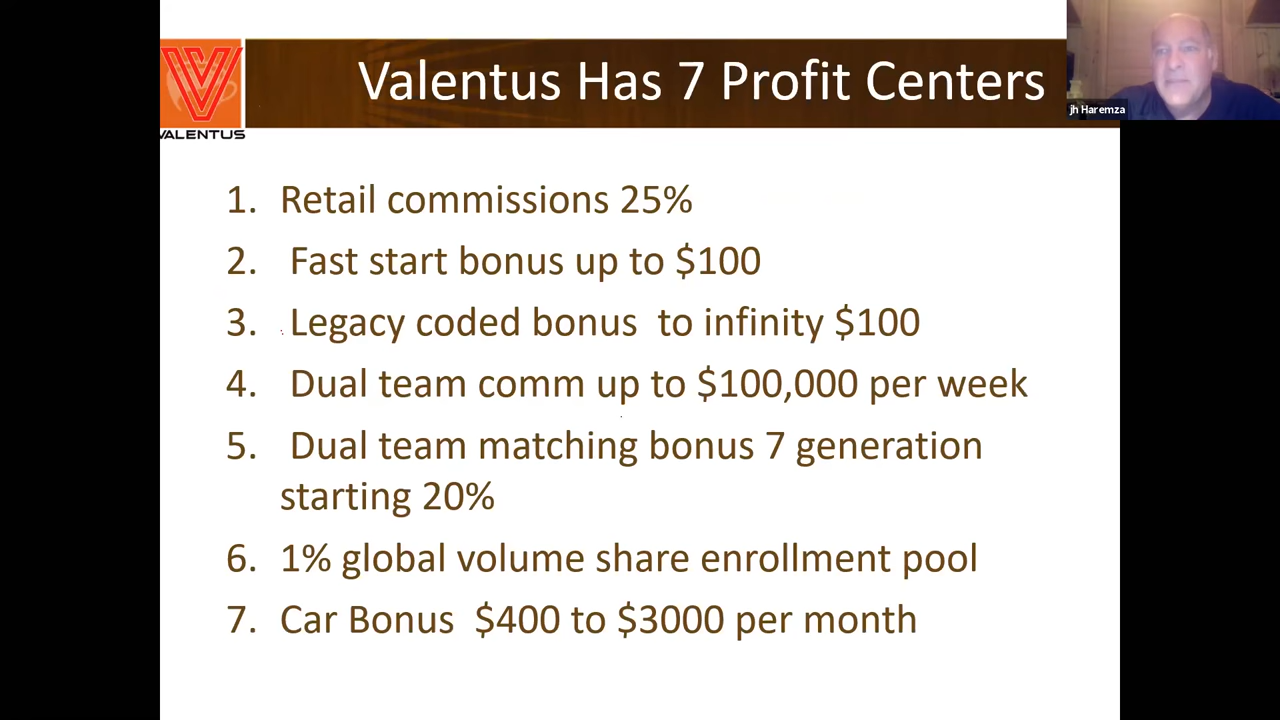 Valentus Has 7 Profit Centers
jh Haremza
VALENTUS
1. Retail commissions 25%
2. Fast start bonus up to $100
3. Legacy coded bonus to infinity $100
4. Dual team comm up to $100,000 per week
5. Dual team matching bonus 7 generation
starting 20%
6. 1% global volume share enrollment pool
7. Car Bonus $400 to $3000 per month